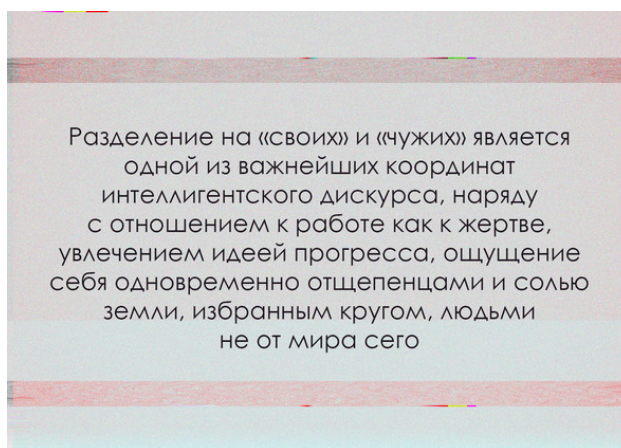 Разделение на «своих» и «чужих» является
одной из важнейших координат
интеллигентского дискурса, наряду
с отношением к работе как к жертве,
увлечением идеей прогресса, ощущение
себя одновременно отщепенцами и солью
земли, избранным кругом, людьми
не от мира сего